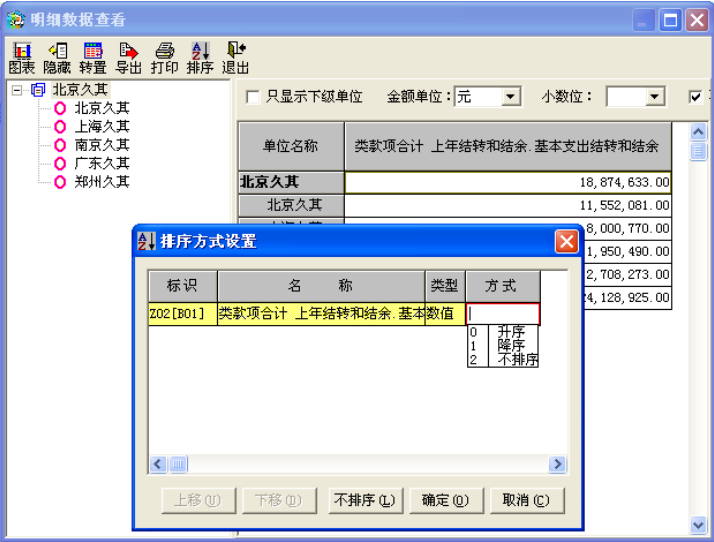 明细数据查看
图表 隐藏 转置 导出 打印 排序 退出
北京久其
北京久其
上海久其
南京久其
广东久其
郑州久其
只显示下级单位 金额单位：元 小数位：
单位名称 类款项合计 上年结转和结余.基本支出结转和结余
北京久其 18,874,633.00
北京久其 11,552,081.00
8,000,770.00
1,950,490.00
2,708,273.00
4,128,925.00
排序方式设置
标识 名 称 类型 方式
Z02[B01] 类款项合计 上年结转和结余.基本 数值
0 升序
1 降序
2 不排序
上移(U) 下移(D) 不排序(L) 确定(O) 取消(C)